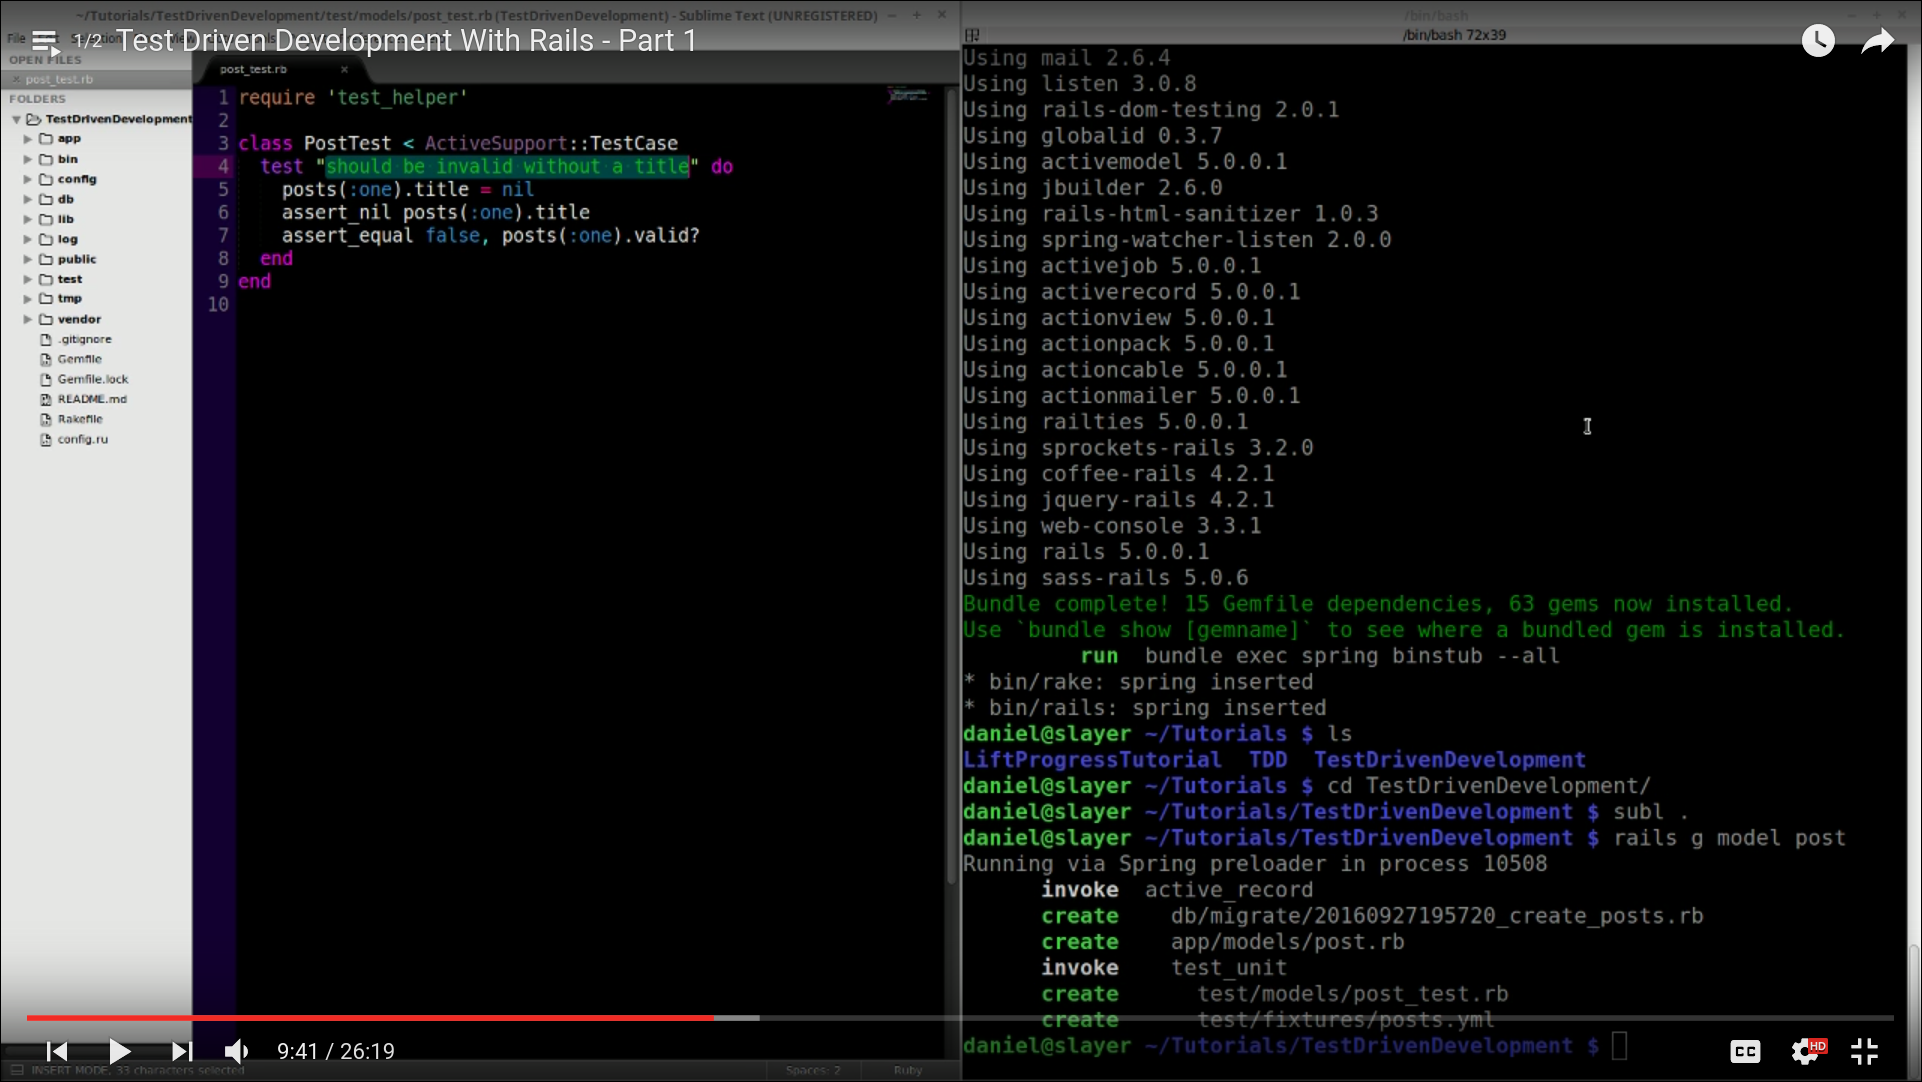 ~/Tutorials/TestDrivenDevelopment/test/models/post_test.rb (TestDrivenDevelopment) - Sublime Text (UNREGISTERED)
1/2 Test Driven Development With Rails - Part 1
File
OPEN FILES
post_test.rb
FOLDERS
TestDrivenDevelopment
app
bin
config
db
lib
log
public
test
tmp
vendor
.gitignore
Gemfile
Gemfile.lock
README.md
Rakefile
config.ru
post_test.rb
1 require 'test_helper'
2
3 class PostTest < ActiveSupport::TestCase
4 test "should be invalid without a title" do
5 posts(:one).title = nil
6 assert_nil posts(:one).title
7 assert_equal false, posts(:one).valid?
8 end
9 end
10
/bin/bash
/bin/bash 72x39
Using mail 2.6.4
Using listen 3.0.8
Using rails-dom-testing 2.0.1
Using globalid 0.3.7
Using activemodel 5.0.0.1
Using jbuilder 2.6.0
Using rails-html-sanitizer 1.0.3
Using spring-watcher-listen 2.0.0
Using activejob 5.0.0.1
Using activerecord 5.0.0.1
Using actionview 5.0.0.1
Using actionpack 5.0.0.1
Using actioncable 5.0.0.1
Using actionmailer 5.0.0.1
Using railties 5.0.0.1
Using sprockets-rails 3.2.0
Using coffee-rails 4.2.1
Using jquery-rails 4.2.1
Using web-console 3.3.1
Using rails 5.0.0.1
Using sass-rails 5.0.6
Bundle complete! 15 Gemfile dependencies, 63 gems now installed.
Use `bundle show [gemname]` to see where a bundled gem is installed.
run bundle exec spring binstub --all
* bin/rake: spring inserted
* bin/rails: spring inserted
daniel@slayer ~/Tutorials $ ls
LiftProgressTutorial TDD TestDrivenDevelopment
daniel@slayer ~/Tutorials $ cd TestDrivenDevelopment/
daniel@slayer ~/Tutorials/TestDrivenDevelopment $ subl .
daniel@slayer ~/Tutorials/TestDrivenDevelopment $ rails g model post
Running via Spring preloader in process 10508
invoke active_record
create db/migrate/20160927195720_create_posts.rb
create app/models/post.rb
invoke test_unit
create test/models/post_test.rb
create test/fixtures/posts.yml
daniel@slayer ~/Tutorials/TestDrivenDevelopment $
9:41 / 26:19
CC
HD
INSERT MODE, 33 characters selected
Spaces: 2
Ruby